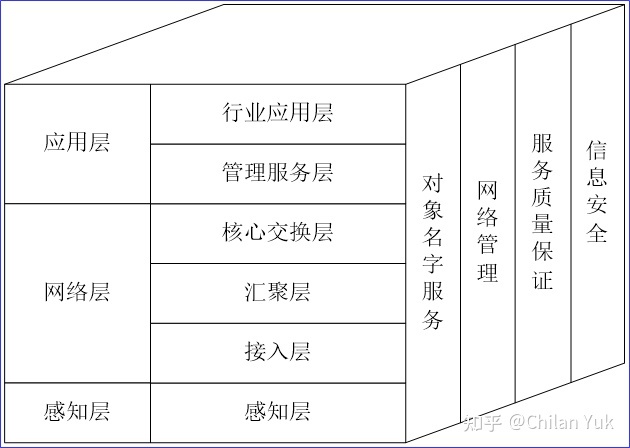 应用层
行业应用层
管理服务层
网络层
核心交换层
汇聚层
接入层
感知层
感知层
对象名字服务
网络管理
服务质量保证
信息安全
知乎 @Chilan Yuk